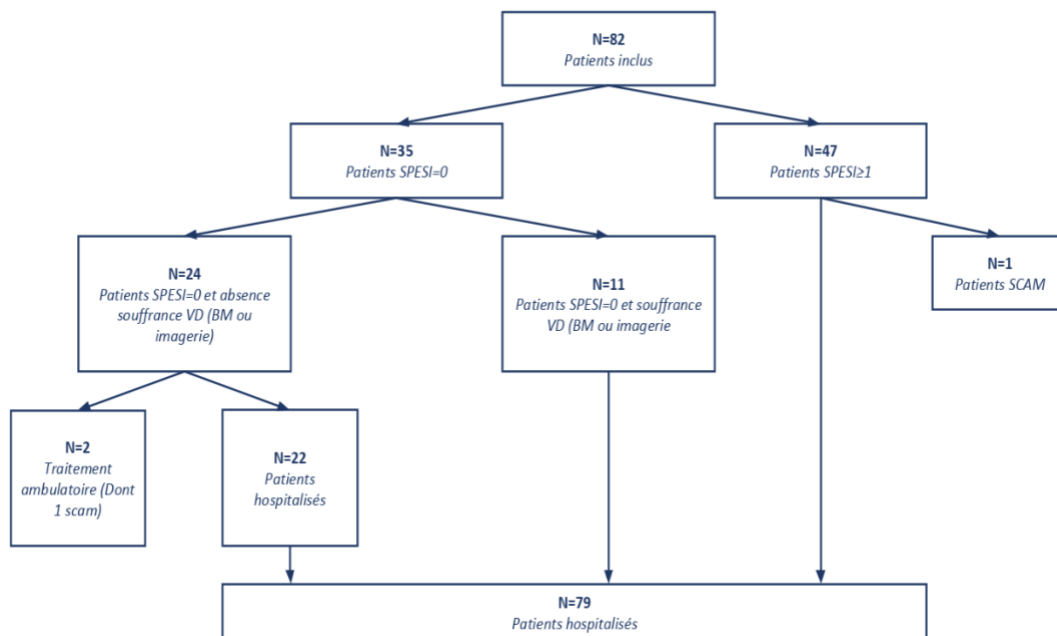 N=82
Patients inclus
N=35
Patients SPESI=0
N=47
Patients SPESI≥1
N=24
Patients SPESI=0 et absence
souffrance VD (BM ou
imagerie)
N=11
Patients SPESI=0 et souffrance
VD (BM ou imagerie
N=1
Patients SCAM
N=2
Traitement
ambulatoire (Dont
1 scam)
N=22
Patients
hospitalisés
N=79
Patients hospitalisés